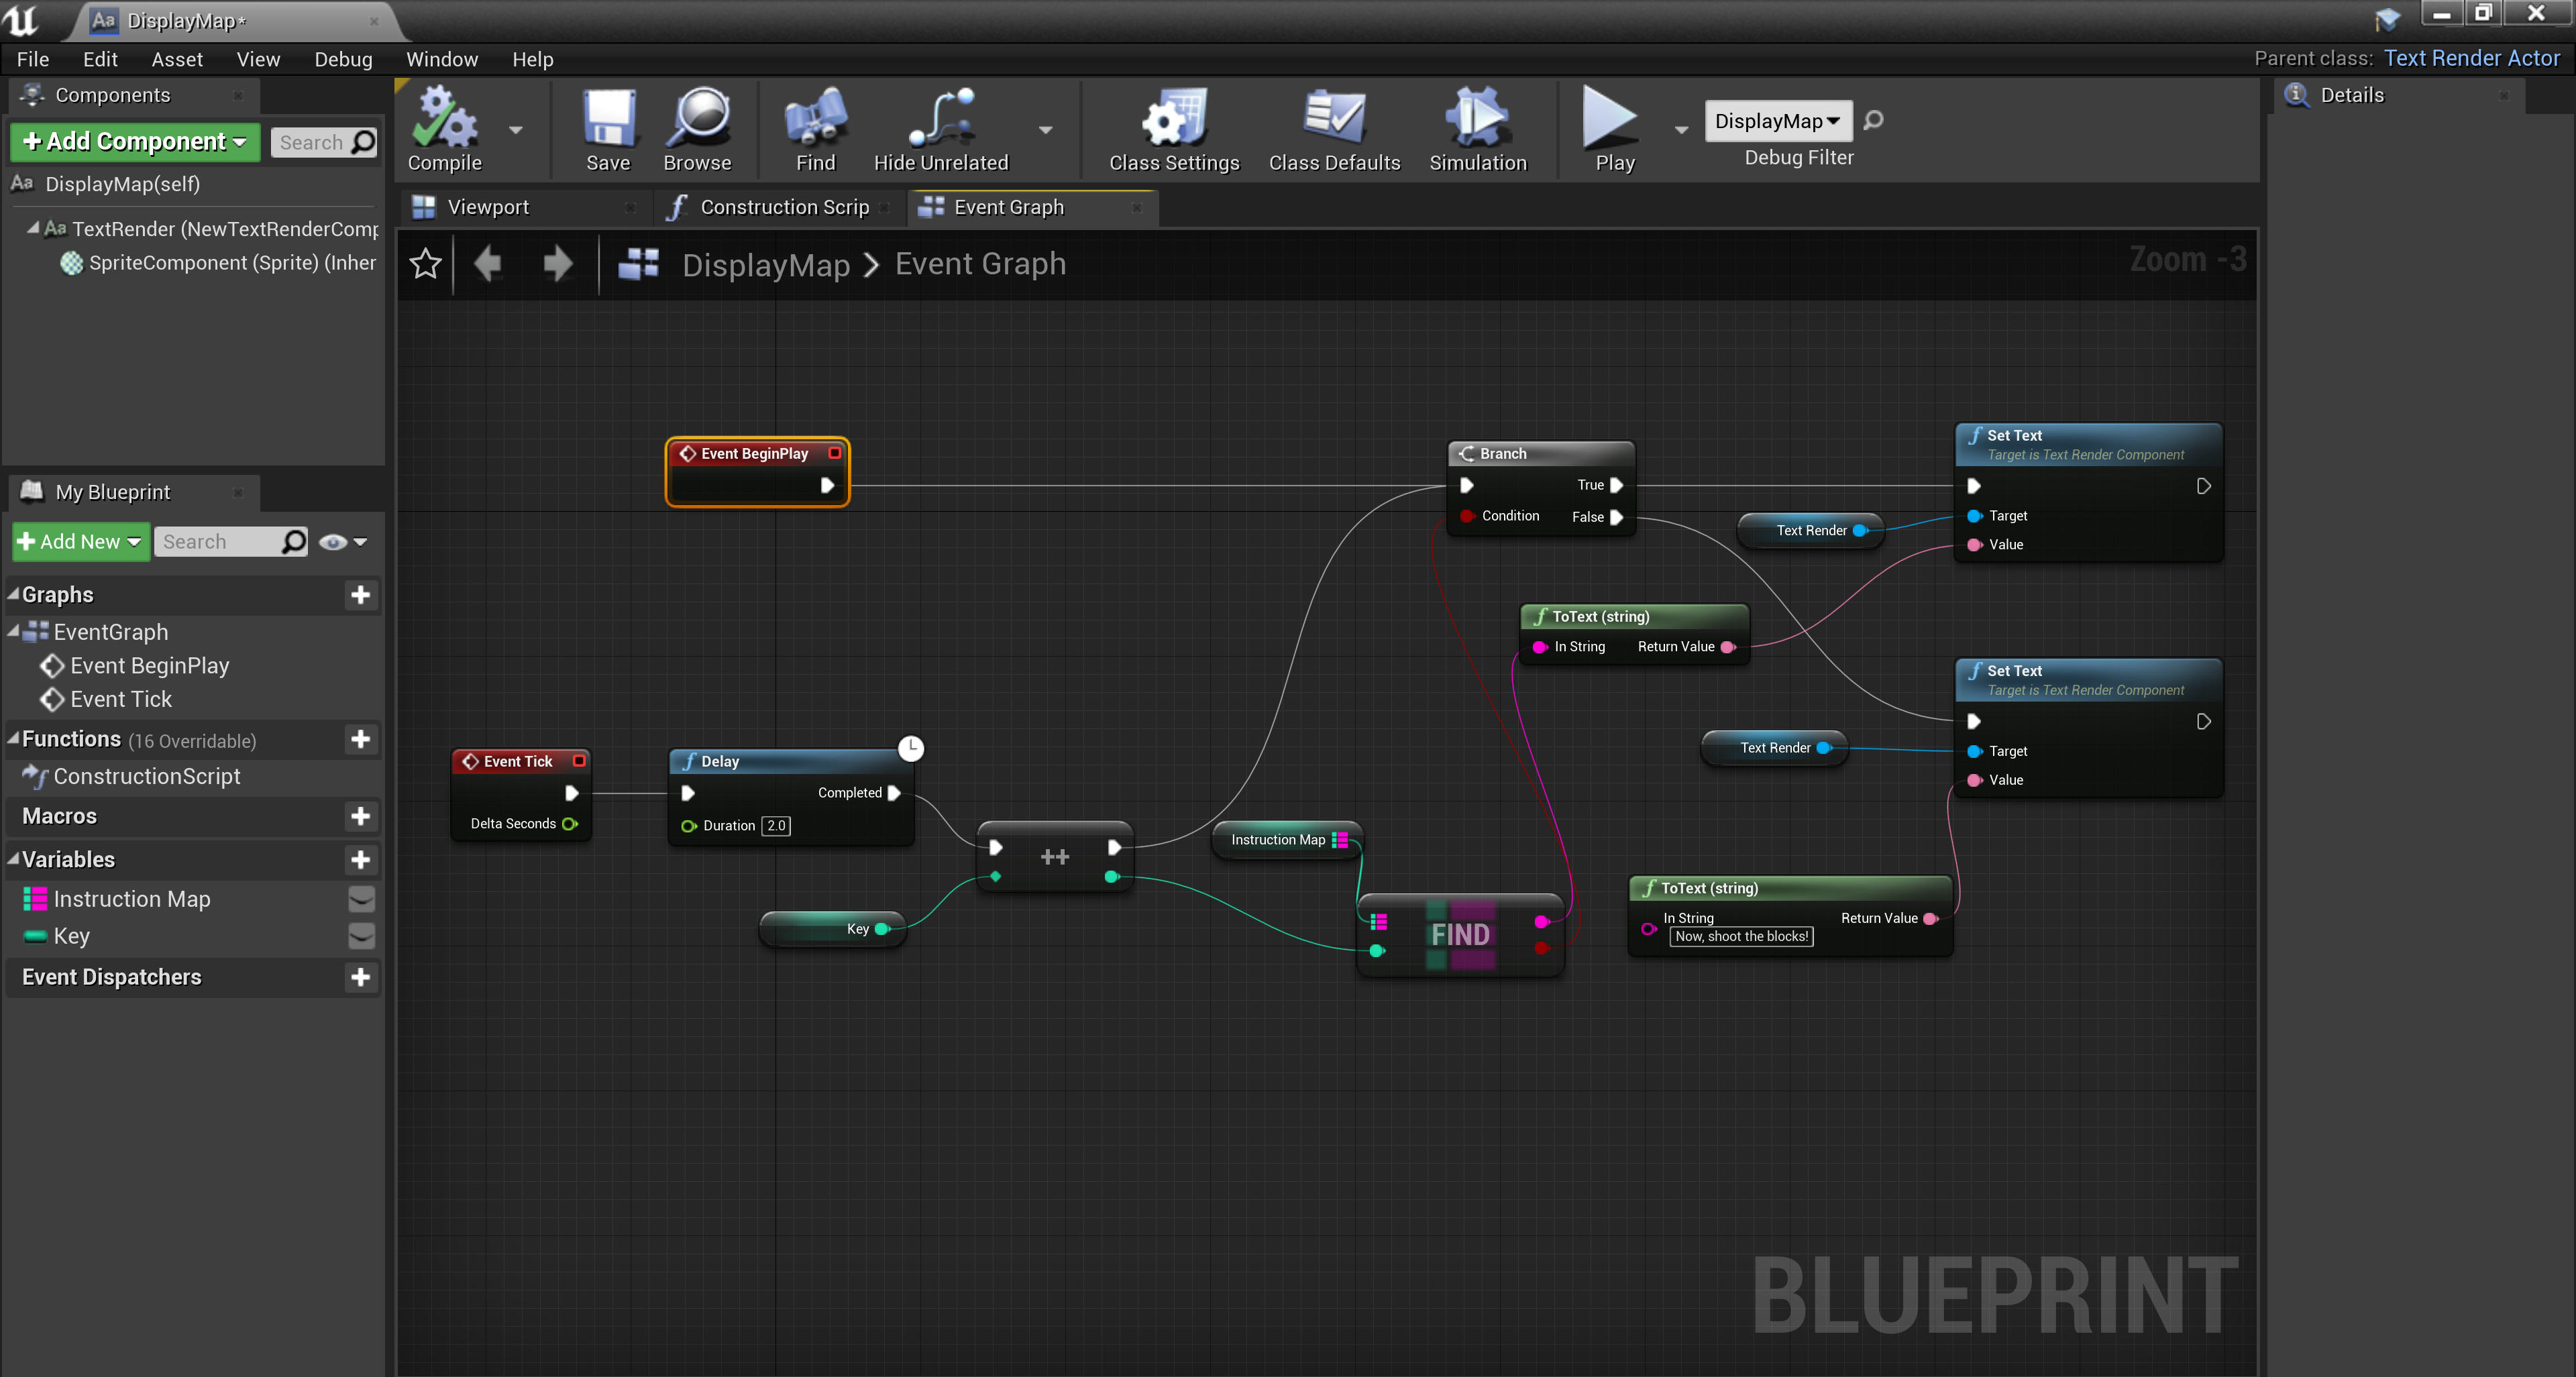 DisplayMap*
File Edit Asset View Debug Window Help
Parent class: Text Render Actor
Components
Add Component
Search
DisplayMap(self)
TextRender (NewTextRenderComp
SpriteComponent (Sprite) (Inher
Compile
Save
Browse
Find
Hide Unrelated
Class Settings
Class Defaults
Simulation
Play
DisplayMap
Debug Filter
Details
Viewport
Construction Scrip
Event Graph
DisplayMap > Event Graph
Zoom -3
My Blueprint
Add New
Search
Graphs
EventGraph
Event BeginPlay
Event Tick
Functions (16 Overridable)
ConstructionScript
Macros
Variables
Instruction Map
Key
Event Dispatchers
Event BeginPlay
Branch
True
Condition
False
Set Text
Target is Text Render Component
Target
Value
Text Render
ToText (string)
In String
Return Value
Set Text
Target is Text Render Component
Target
Value
Text Render
Event Tick
Delta Seconds
Delay
Completed
Duration 2.0
++
Key
Instruction Map
FIND
ToText (string)
In String
Now, shoot the blocks!
Return Value
BLUEPRINT